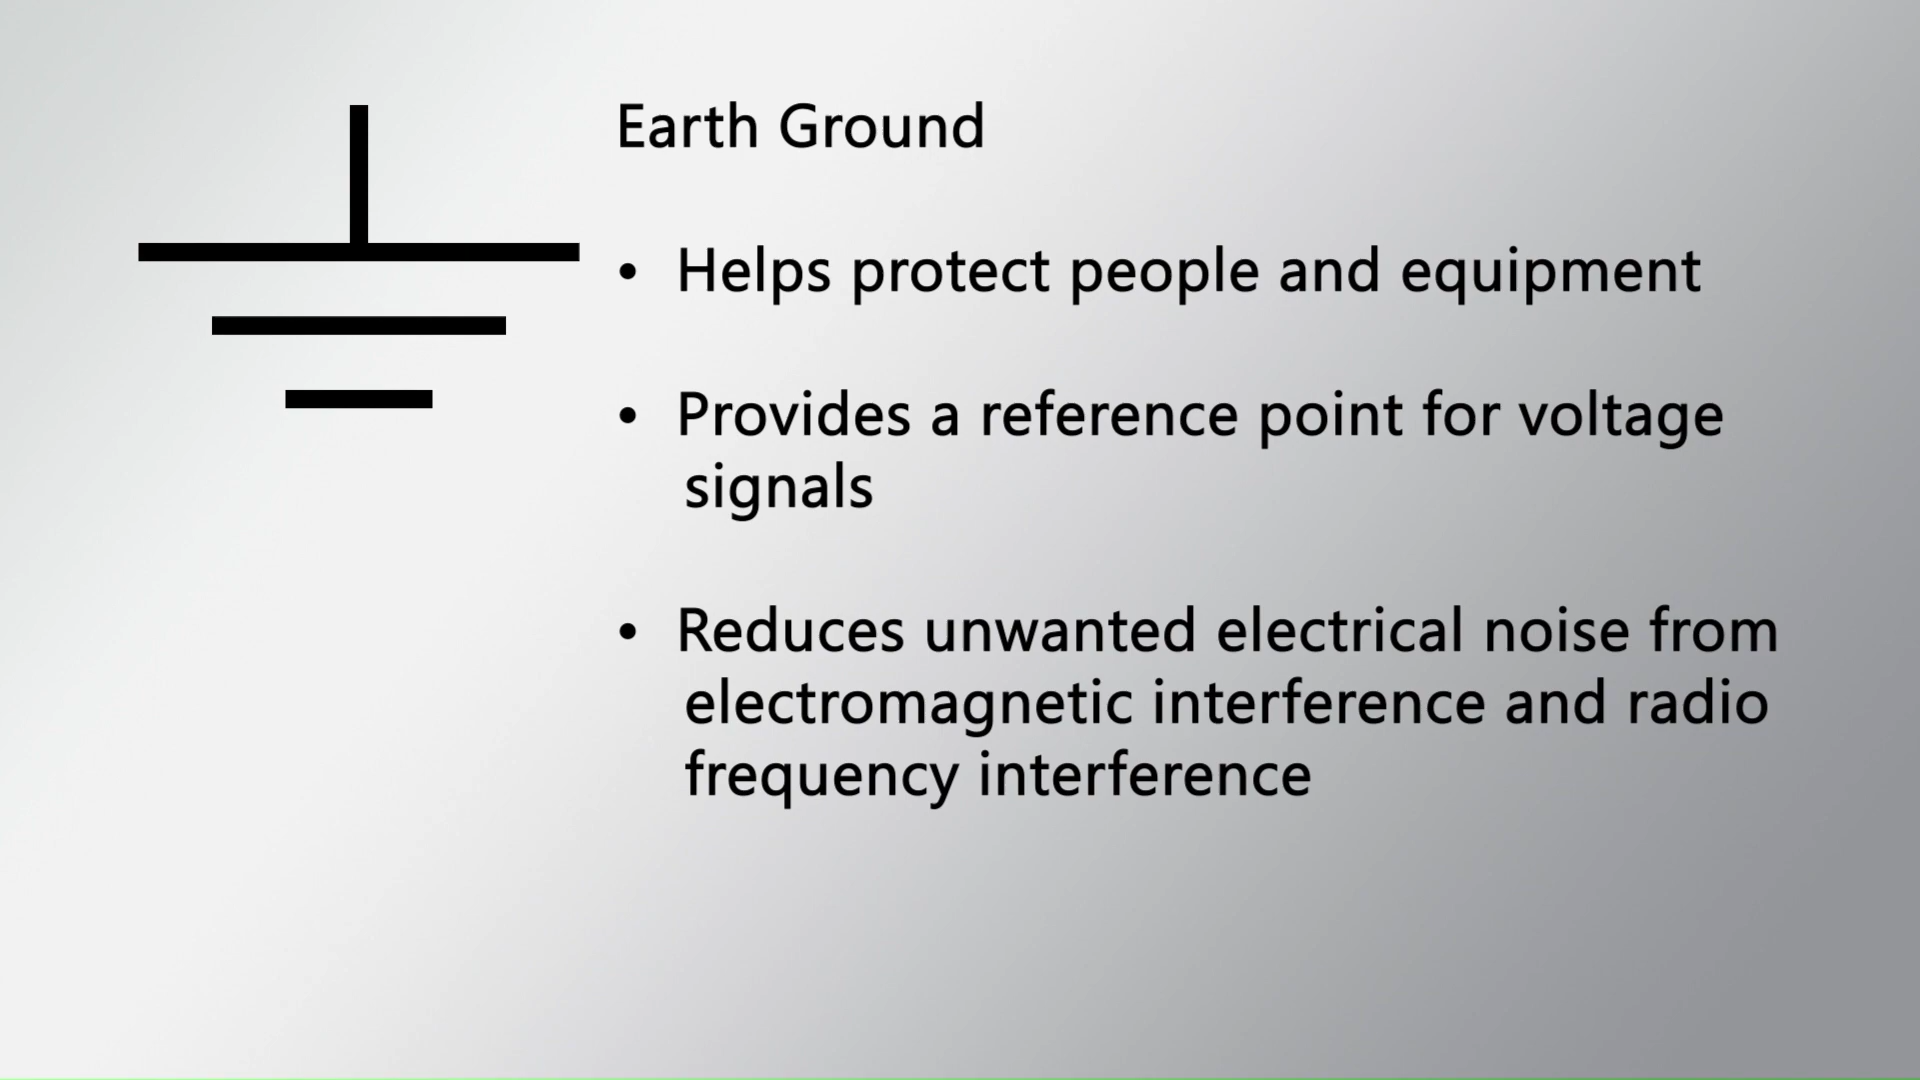 Earth Ground
• Helps protect people and equipment
• Provides a reference point for voltage
signals
• Reduces unwanted electrical noise from
electromagnetic interference and radio
frequency interference